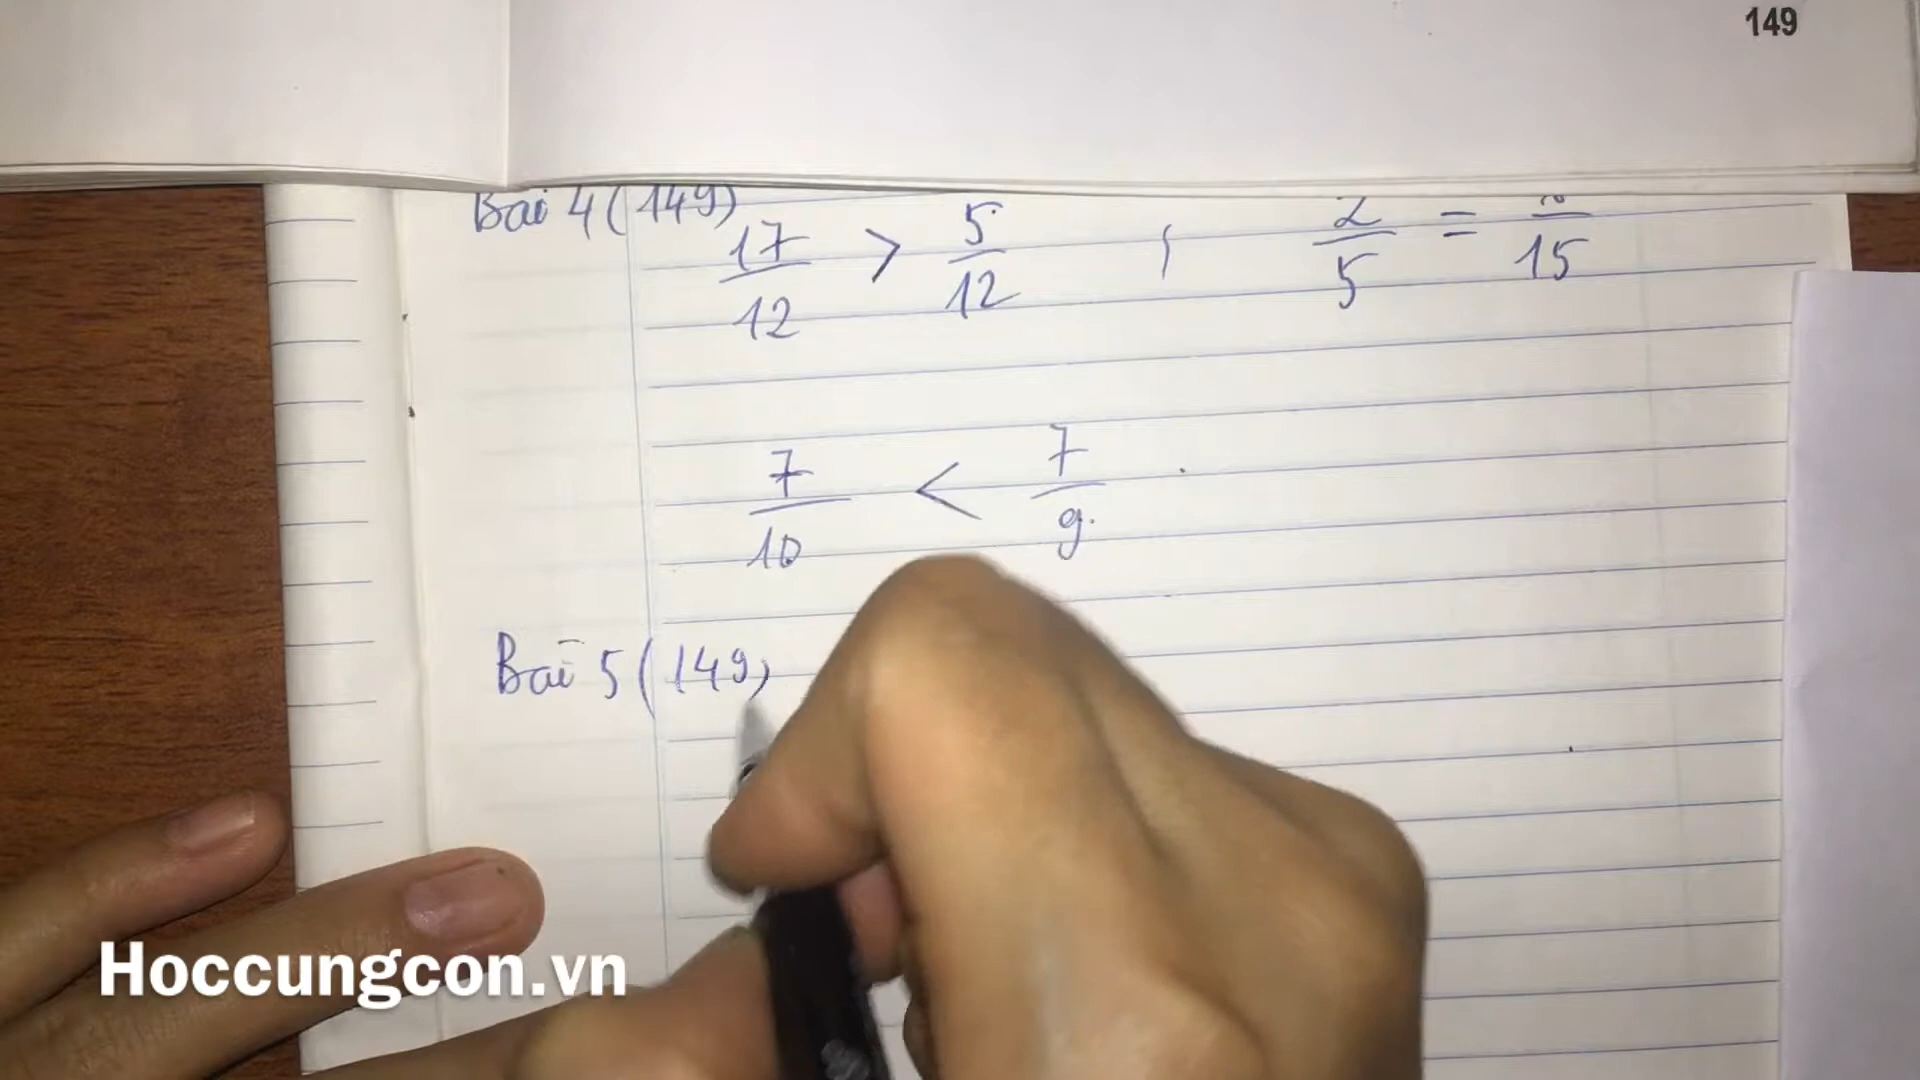 149
Bài 4 (149)
17/12 > 5/12 ; 2/5 = /15
7/10 < 7/9.
Bài 5 (149)
Hoccungcon.vn